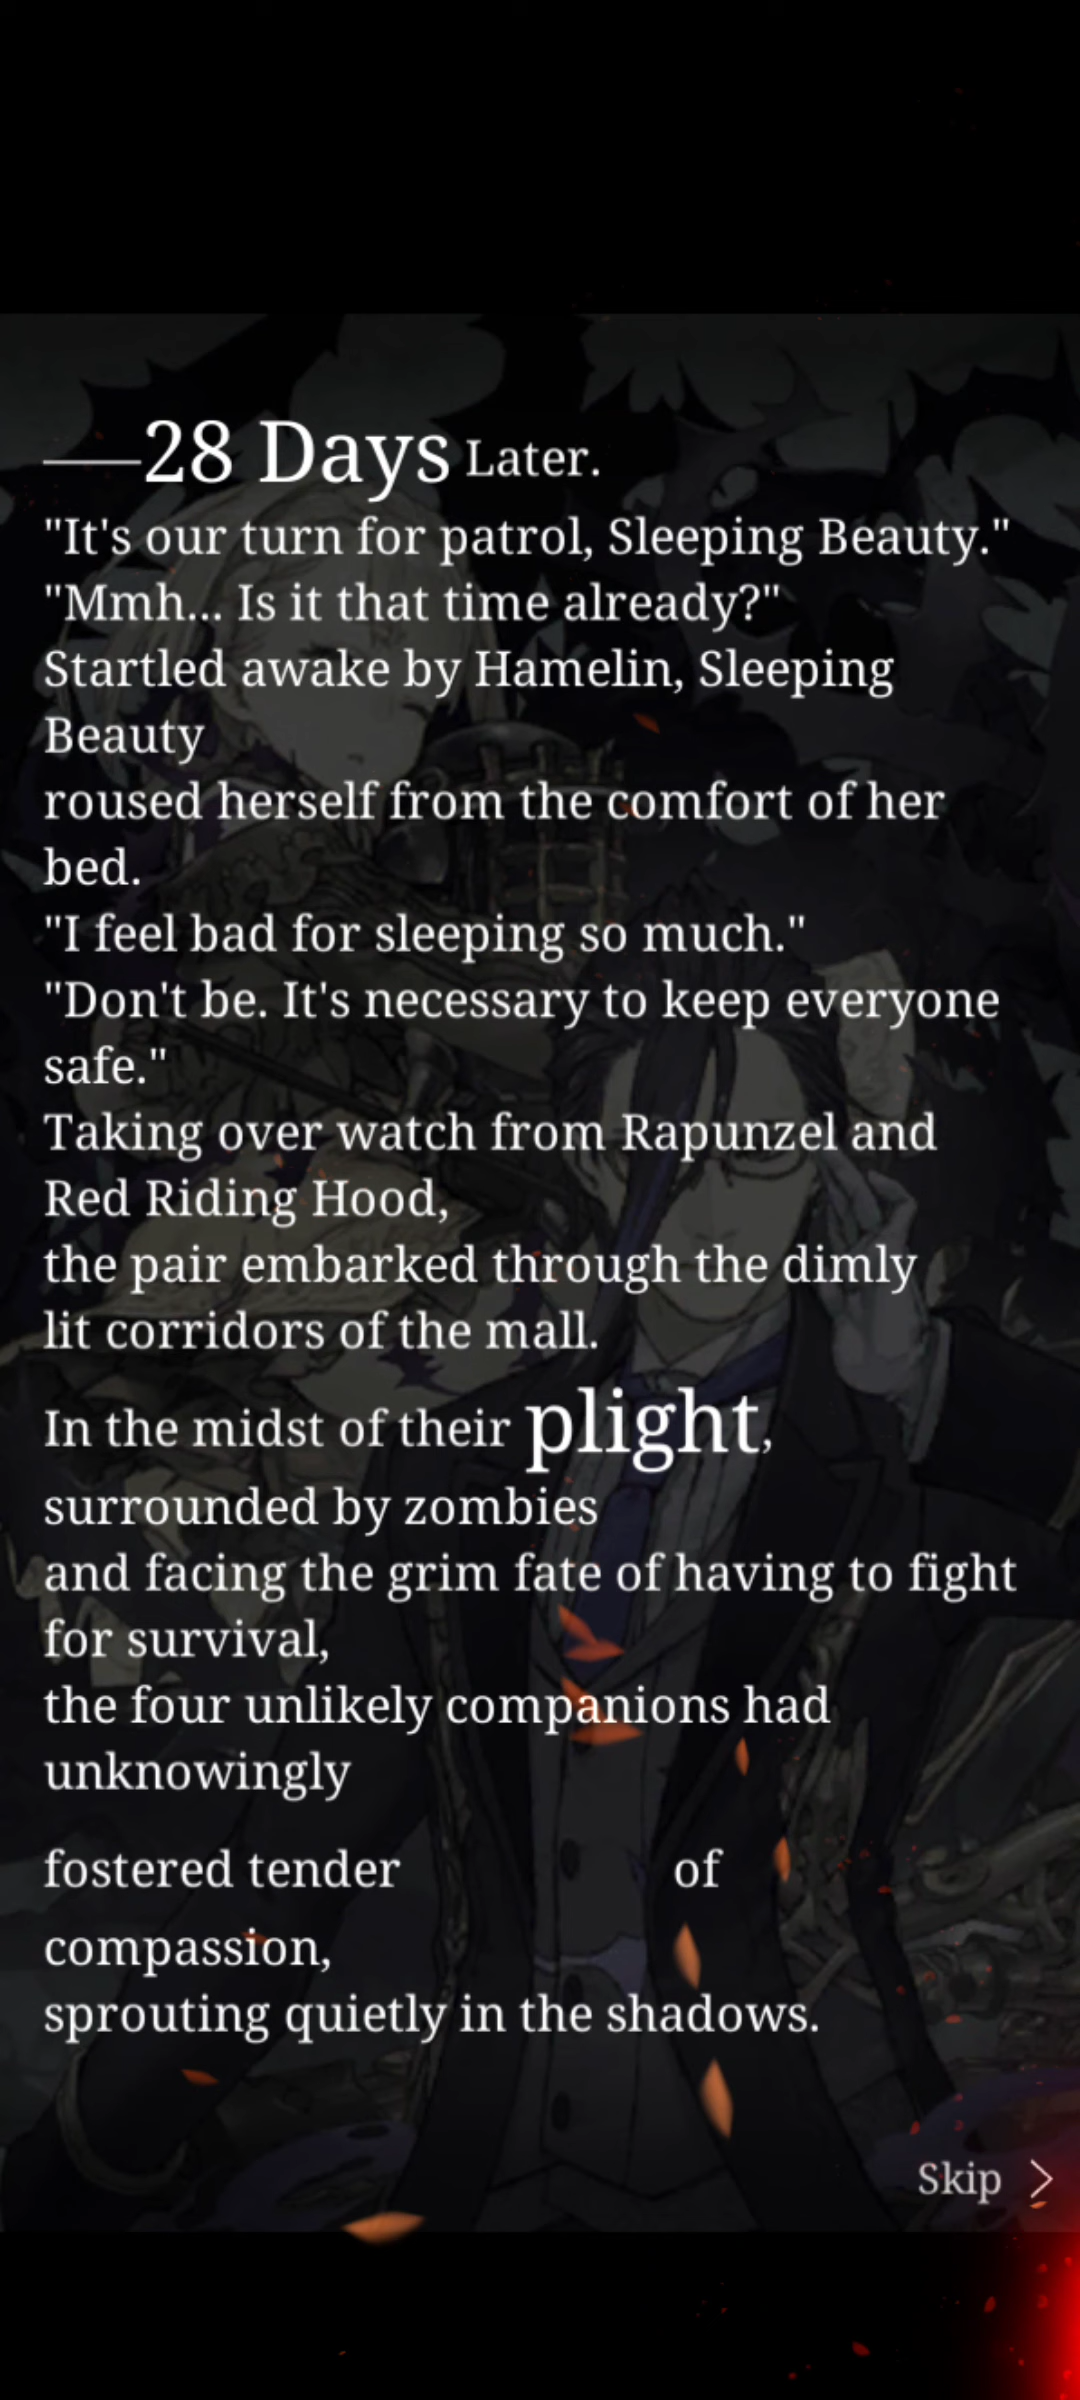 ——28 Days Later.
"It's our turn for patrol, Sleeping Beauty."
"Mmh... Is it that time already?"
Startled awake by Hamelin, Sleeping
Beauty
roused herself from the comfort of her
bed.
"I feel bad for sleeping so much."
"Don't be. It's necessary to keep everyone
safe."
Taking over watch from Rapunzel and
Red Riding Hood,
the pair embarked through the dimly
lit corridors of the mall.
In the midst of their plight,
surrounded by zombies
and facing the grim fate of having to fight
for survival,
the four unlikely companions had
unknowingly
fostered tender of
compassion,
sprouting quietly in the shadows.
Skip >